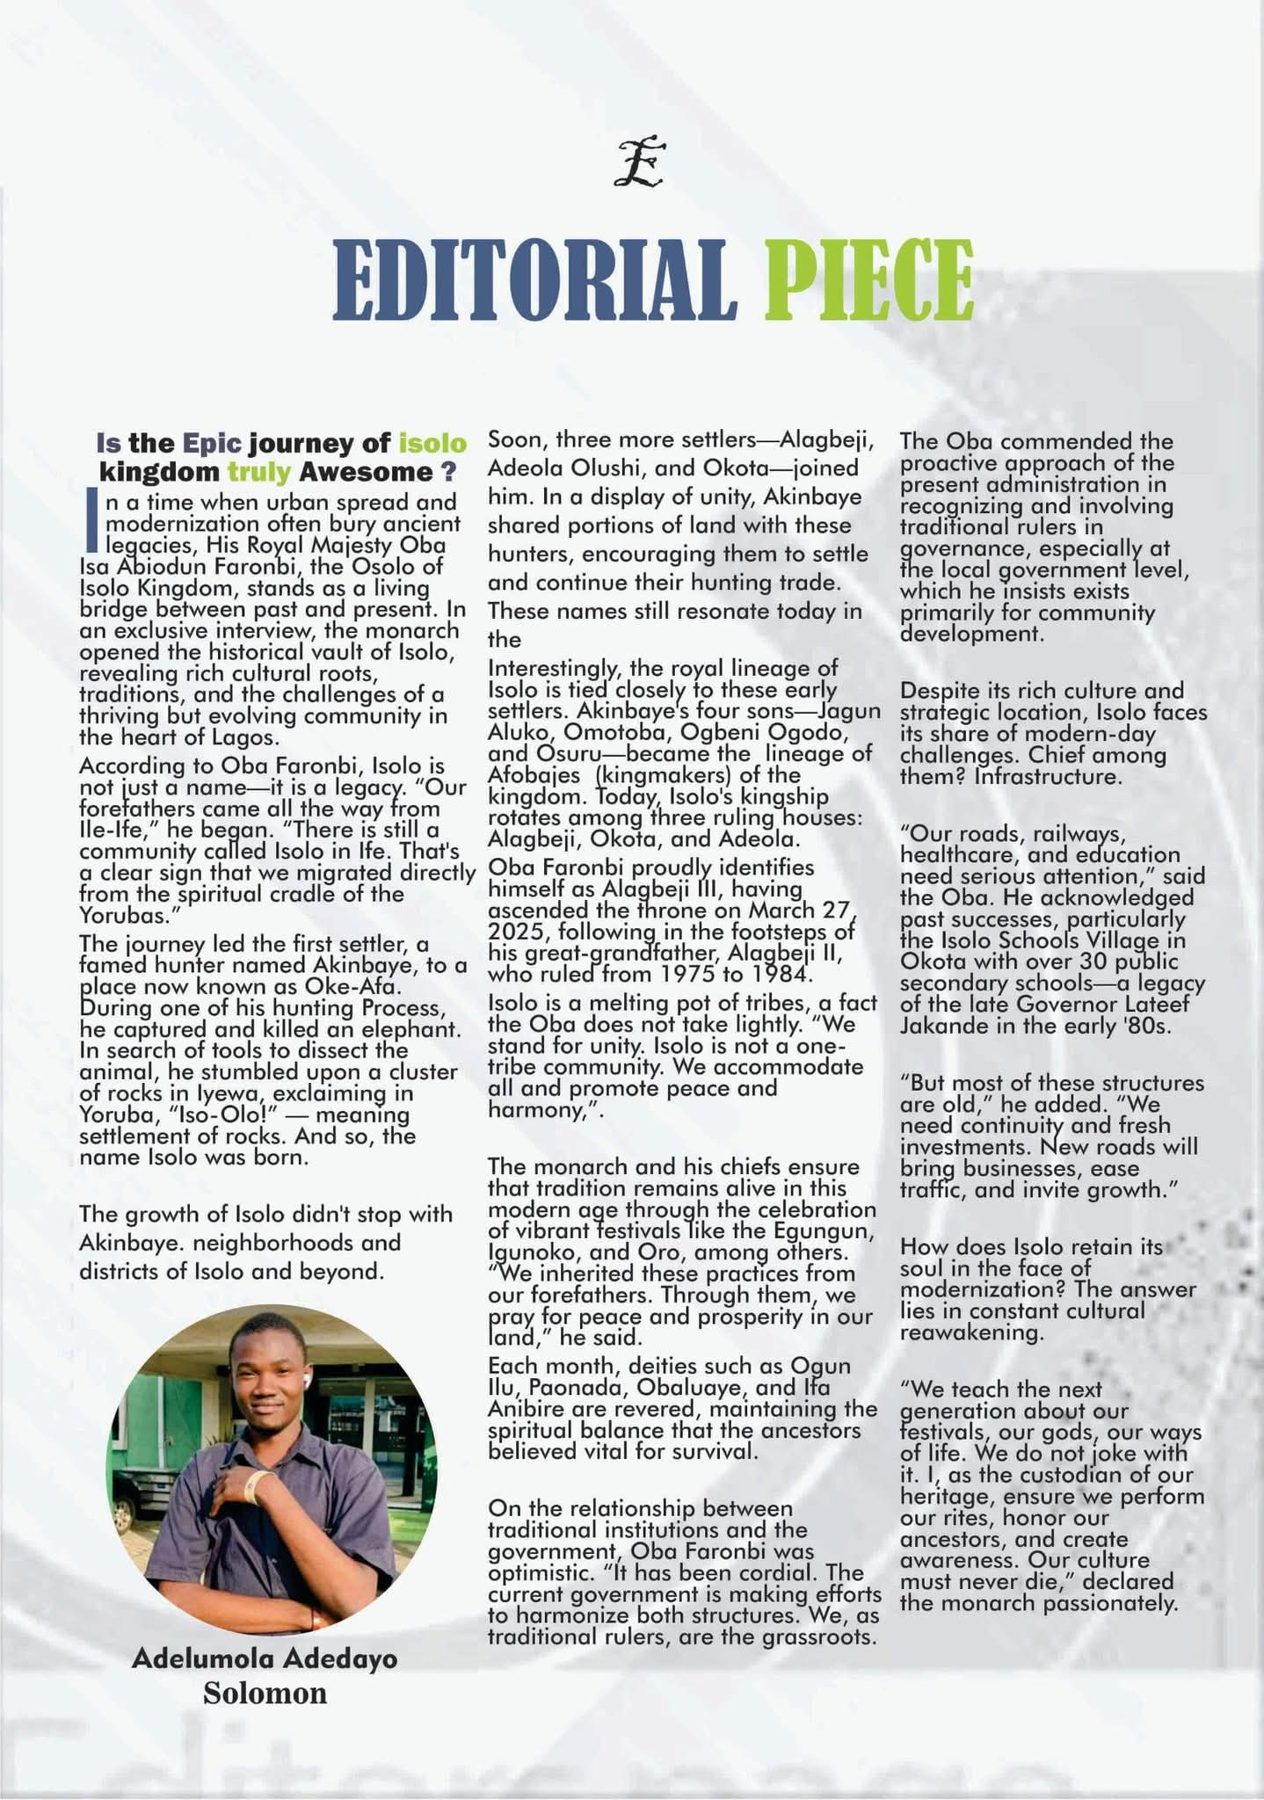 E
EDITORIAL PIECE
Is the Epic journey of isolo
kingdom truly Awesome ?
In a time when urban spread and
modernization often bury ancient
legacies, His Royal Majesty Oba
Isa Abiodun Faronbi, the Osolo of
Isolo Kingdom, stands as a living
bridge between past and present. In
an exclusive interview, the monarch
opened the historical vault of Isolo,
revealing rich cultural roots,
traditions, and the challenges of a
thriving but evolving community in
the heart of Lagos.
According to Oba Faronbi, Isolo is
not just a name—it is a legacy. “Our
forefathers came all the way from
Ile-Ife,” he began. “There is still a
community called Isolo in Ife. That's
a clear sign that we migrated directly
from the spiritual cradle of the
Yorubas.”
The journey led the first settler, a
famed hunter named Akinbaye, to a
place now known as Oke-Afa.
During one of his hunting Process,
he captured and killed an elephant.
In search of tools to dissect the
animal, he stumbled upon a cluster
of rocks in Iyewa, exclaiming in
Yoruba, “Iso-Olo!” — meaning
settlement of rocks. And so, the
name Isolo was born.
The growth of Isolo didn't stop with
Akinbaye. neighborhoods and
districts of Isolo and beyond.
Adelumola Adedayo
Solomon
Soon, three more settlers—Alagbeji,
Adeola Olushi, and Okota—joined
him. In a display of unity, Akinbaye
shared portions of land with these
hunters, encouraging them to settle
and continue their hunting trade.
These names still resonate today in
the
Interestingly, the royal lineage of
Isolo is tied closely to these early
settlers. Akinbaye's four sons—Jagun
Aluko, Omotoba, Ogbeni Ogodo,
and Osuru—became the  lineage of
Afobajes  (kingmakers) of the
kingdom. Today, Isolo's kingship
rotates among three ruling houses:
Alagbeji, Okota, and Adeola.
Oba Faronbi proudly identifies
himself as Alagbeji III, having
ascended the throne on March 27,
2025, following in the footsteps of
his great-grandfather, Alagbeji II,
who ruled from 1975 to 1984.
Isolo is a melting pot of tribes, a fact
the Oba does not take lightly. “We
stand for unity. Isolo is not a one-
tribe community. We accommodate
all and promote peace and
harmony,”.
The monarch and his chiefs ensure
that tradition remains alive in this
modern age through the celebration
of vibrant festivals like the Egungun,
Igunoko, and Oro, among others.
“We inherited these practices from
our forefathers. Through them, we
pray for peace and prosperity in our
land,” he said.
Each month, deities such as Ogun
Ilu, Paonada, Obaluaye, and Ifa
Anibire are revered, maintaining the
spiritual balance that the ancestors
believed vital for survival.
On the relationship between
traditional institutions and the
government, Oba Faronbi was
optimistic. “It has been cordial. The
current government is making efforts
to harmonize both structures. We, as
traditional rulers, are the grassroots.
The Oba commended the
proactive approach of the
present administration in
recognizing and involving
traditional rulers in
governance, especially at
the local government level,
which he insists exists
primarily for community
development.
Despite its rich culture and
strategic location, Isolo faces
its share of modern-day
challenges. Chief among
them? Infrastructure.
“Our roads, railways,
healthcare, and education
need serious attention,” said
the Oba. He acknowledged
past successes, particularly
the Isolo Schools Village in
Okota with over 30 public
secondary schools—a legacy
of the late Governor Lateef
Jakande in the early '80s.
“But most of these structures
are old,” he added. “We
need continuity and fresh
investments. New roads will
bring businesses, ease
traffic, and invite growth.”
How does Isolo retain its
soul in the face of
modernization? The answer
lies in constant cultural
reawakening.
“We teach the next
generation about our
festivals, our gods, our ways
of life. We do not joke with
it. I, as the custodian of our
heritage, ensure we perform
our rites, honor our
ancestors, and create
awareness. Our culture
must never die,” declared
the monarch passionately.
Editors page